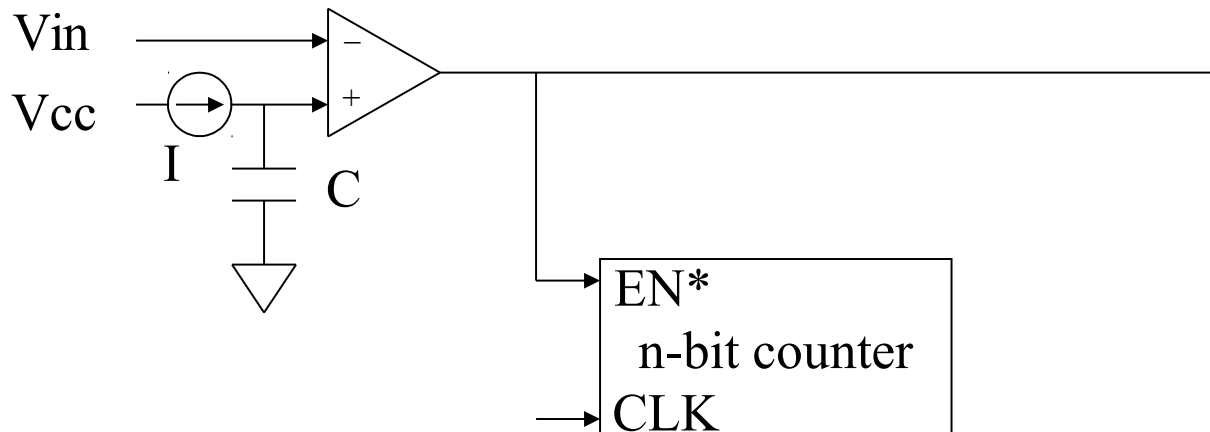 Vin
−
Vcc
+
I
C
EN*
n-bit counter
CLK